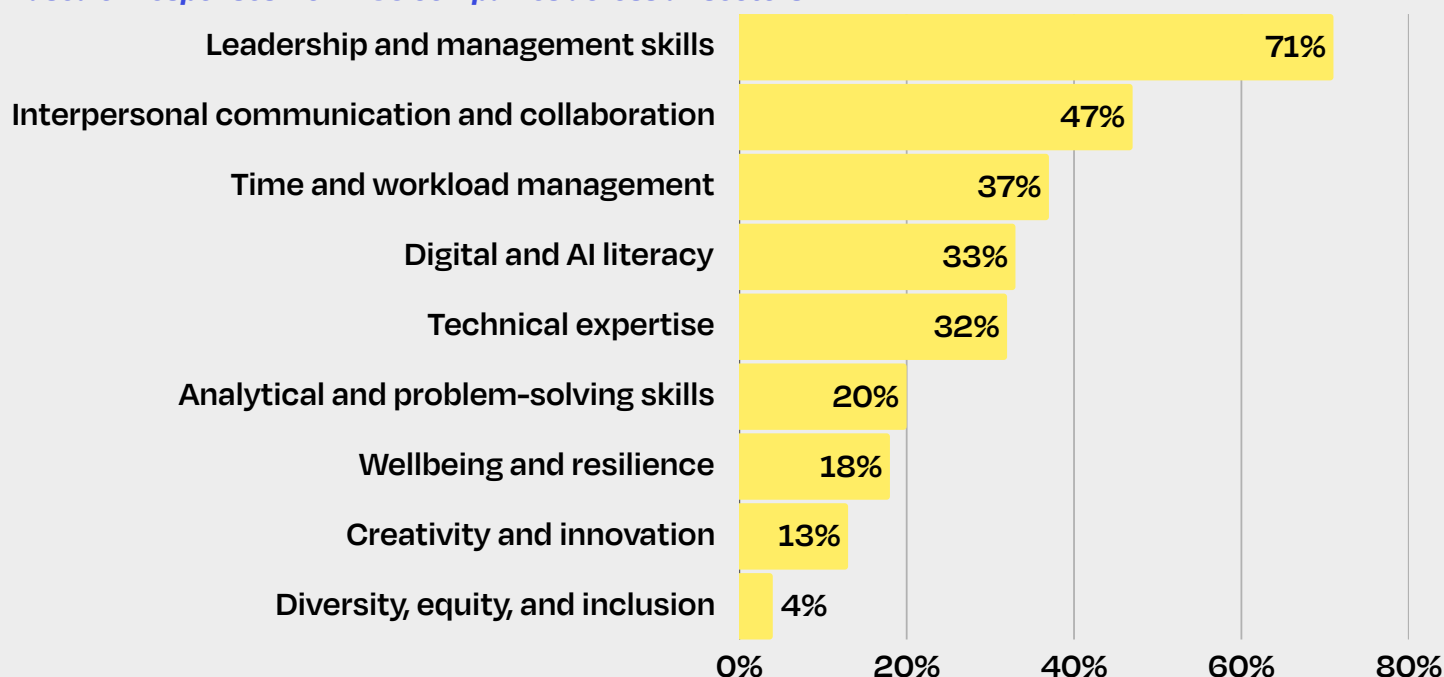 Leadership and management skills 71%
Interpersonal communication and collaboration 47%
Time and workload management 37%
Digital and AI literacy 33%
Technical expertise 32%
Analytical and problem-solving skills 20%
Wellbeing and resilience 18%
Creativity and innovation 13%
Diversity, equity, and inclusion 4%
0% 20% 40% 60% 80%